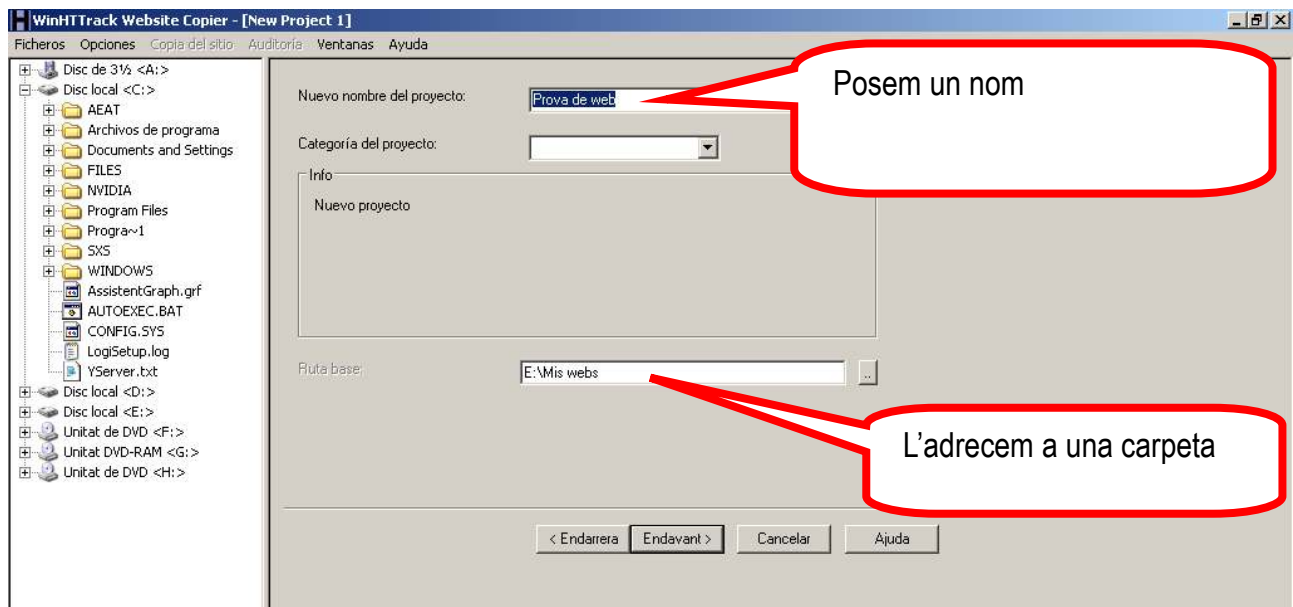 WinHTTrack Website Copier - [New Project 1]
Ficheros Opciones Copia del sitio Auditoría Ventanas Ayuda
Disc de 3½ <A:>
Disc local <C:>
AEAT
Archivos de programa
Documents and Settings
FILES
NVIDIA
Program Files
Progra~1
SXS
WINDOWS
AssistentGraph.grf
AUTOEXEC.BAT
CONFIG.SYS
LogiSetup.log
YServer.txt
Disc local <D:>
Disc local <E:>
Unitat de DVD <F:>
Unitat DVD-RAM <G:>
Unitat de DVD <H:>
Nuevo nombre del proyecto: Prova de web
Posem un nom
Categoría del proyecto:
Info
Nuevo proyecto
Ruta base: E:\Mis webs ..
L’adrecem a una carpeta
< Endarrera Endavant > Cancelar Ajuda